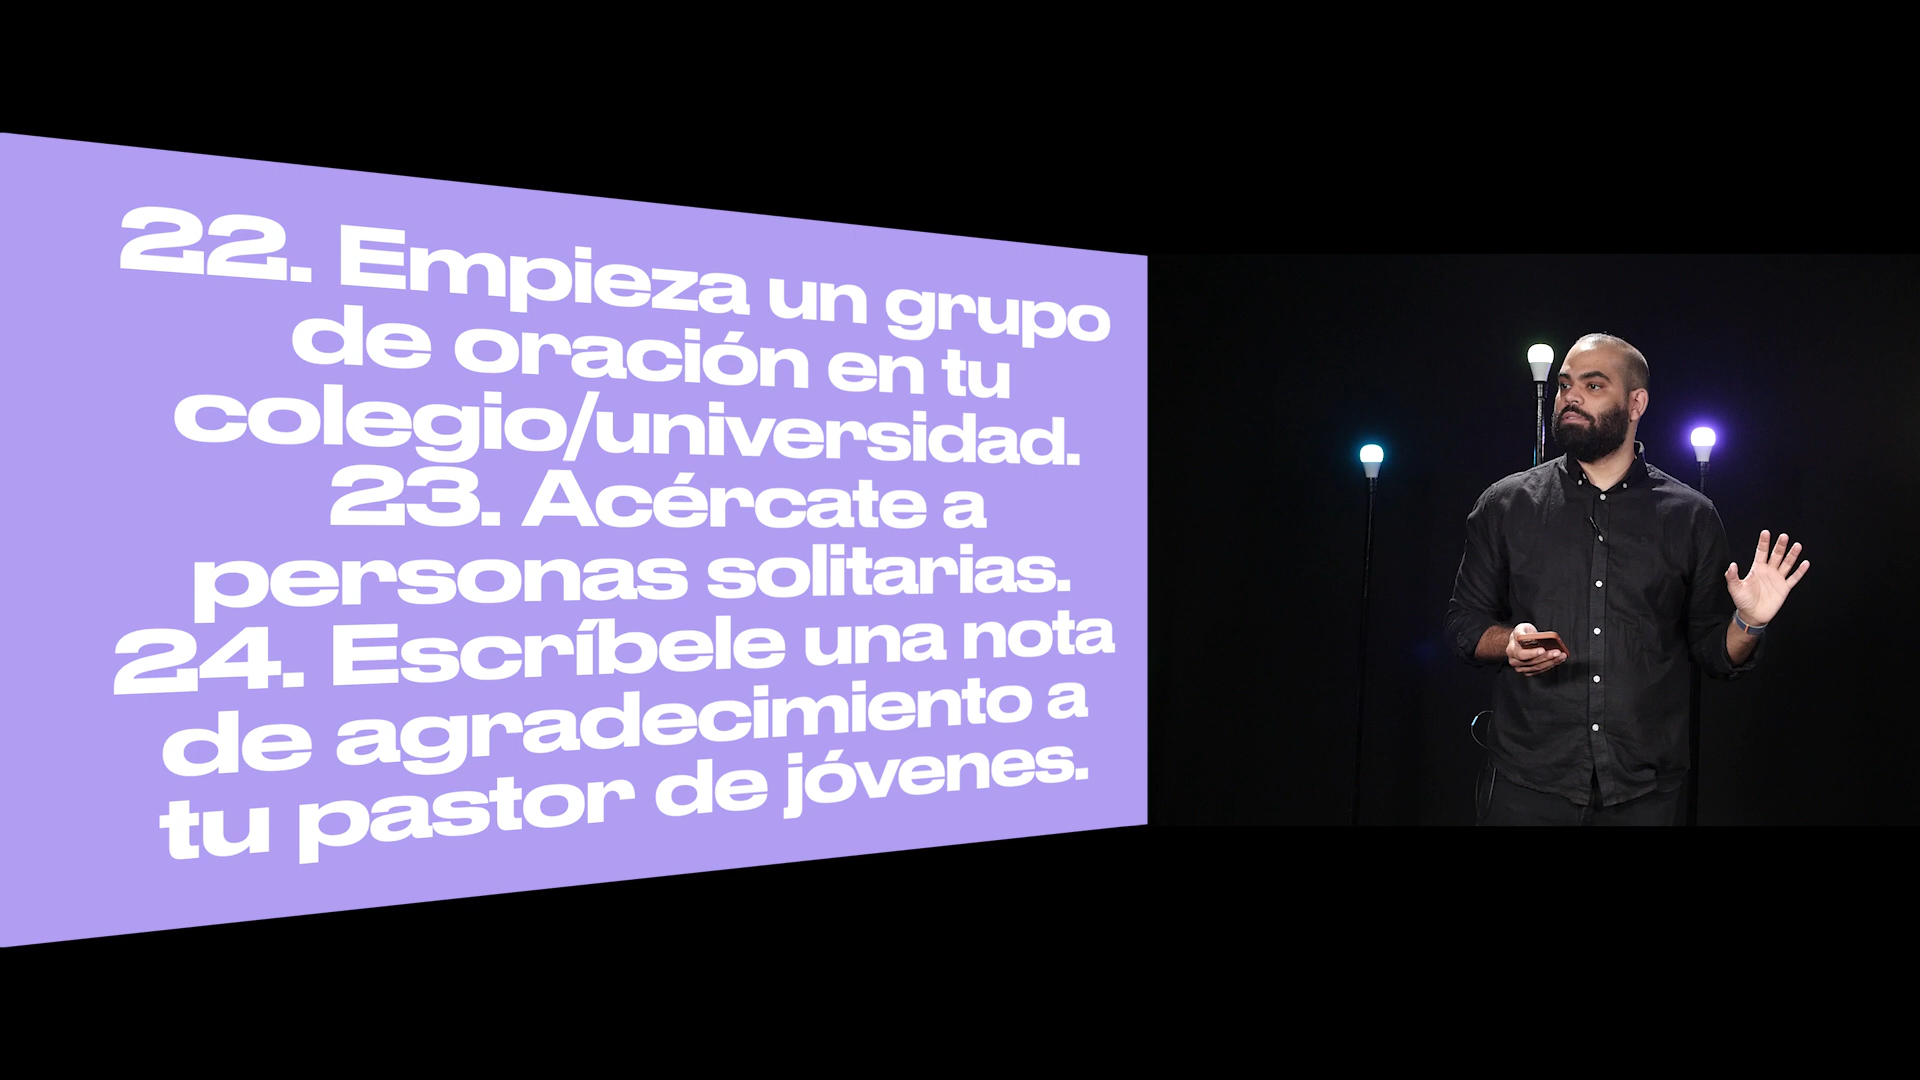 22. Empieza un grupo
de oración en tu
colegio/universidad.
23. Acércate a
personas solitarias.
24. Escríbele una nota
de agradecimiento a
tu pastor de jóvenes.